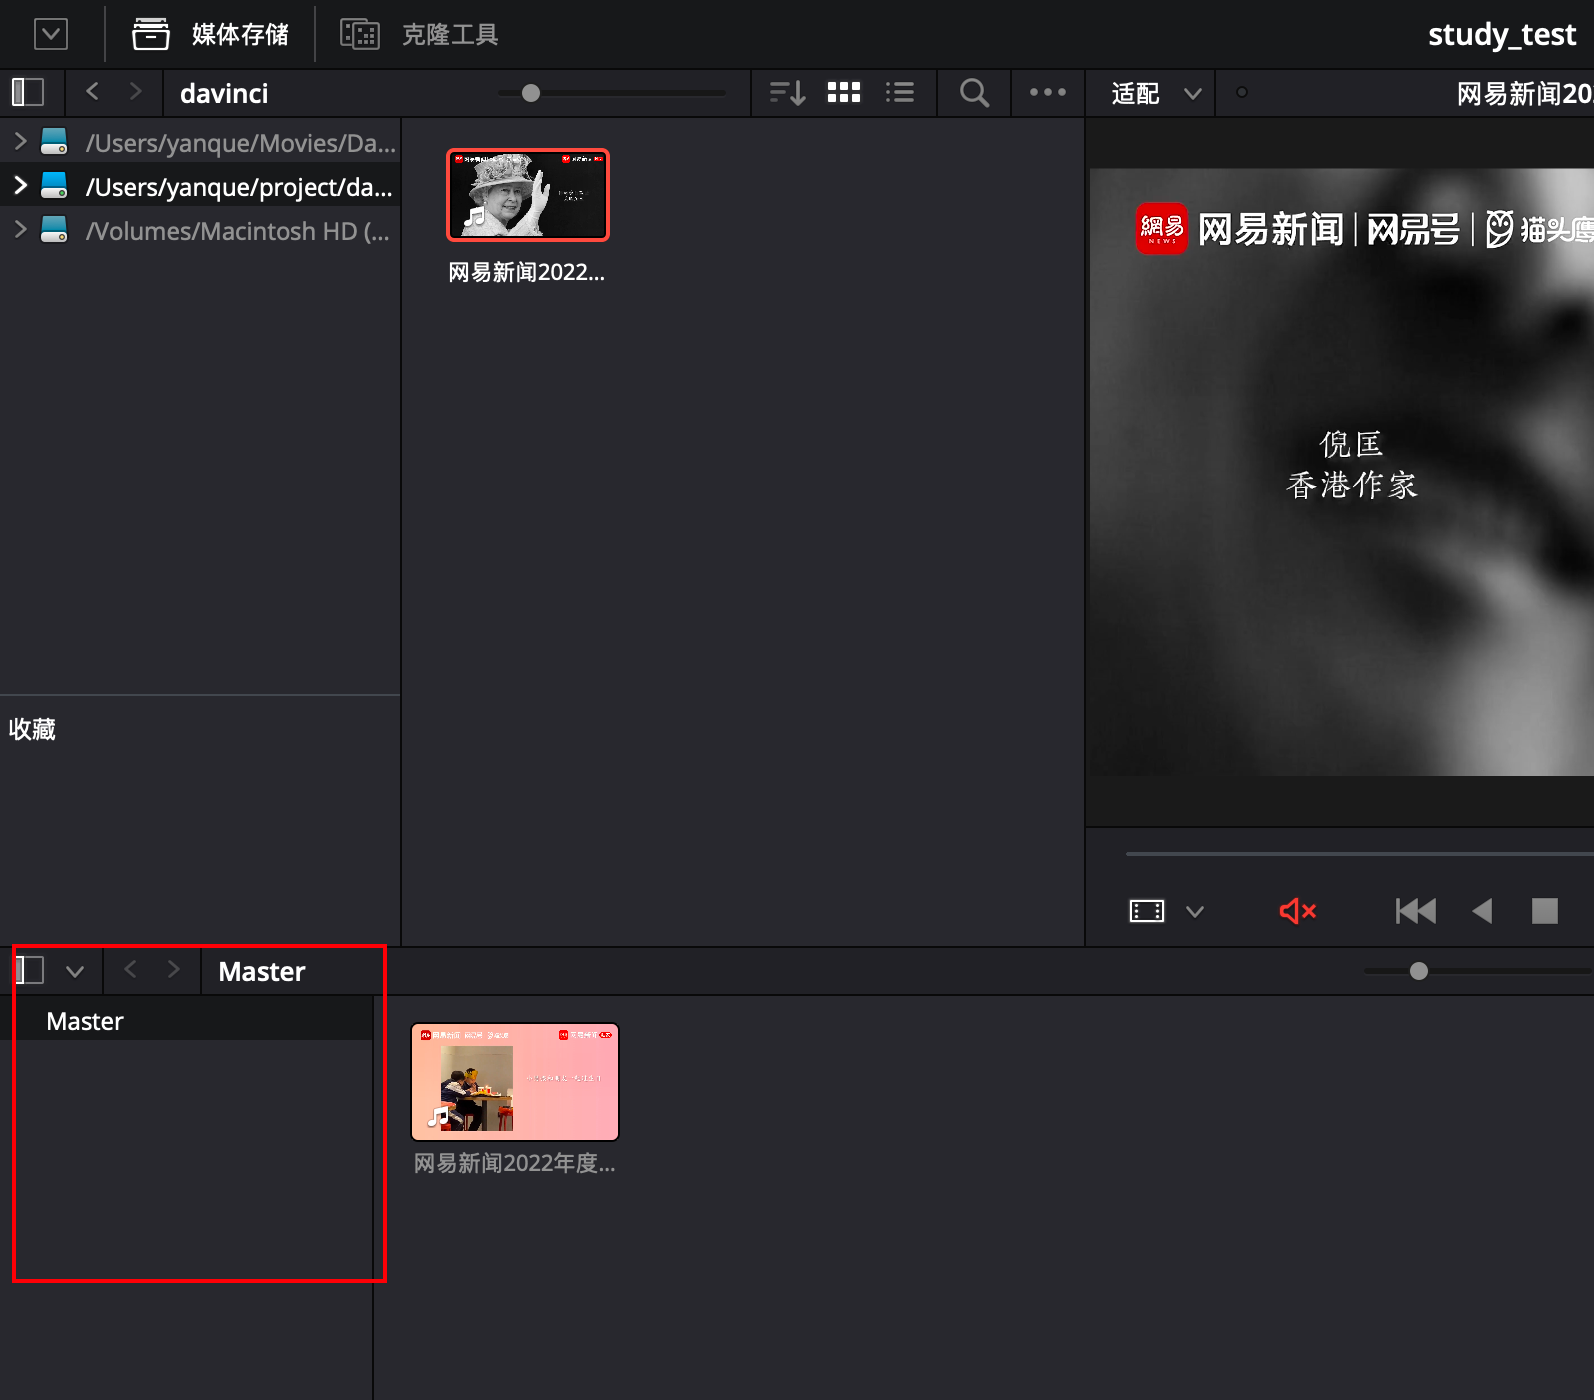 媒体存储
克隆工具
study_test
davinci
适配
网易新闻202
/Users/yanque/Movies/Da...
/Users/yanque/project/da...
/Volumes/Macintosh HD (...
网易新闻2022...
網易
NEWS
网易新闻|网易号|猫头鹰
倪匡
香港作家
收藏
Master
Master
网易新闻2022年度...